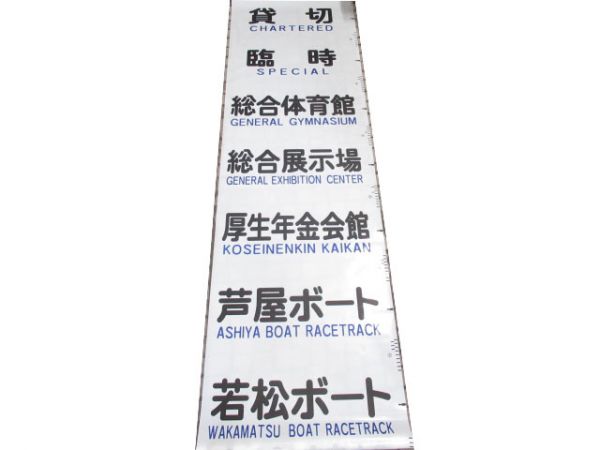 貸切
CHARTERED
臨時
SPECIAL
総合体育館
GENERAL GYMNASIUM
総合展示場
GENERAL EXHIBITION CENTER
厚生年金会館
KOSEINENKIN KAIKAN
芦屋ボート
ASHIYA BOAT RACETRACK
若松ボート
WAKAMATSU BOAT RACETRACK